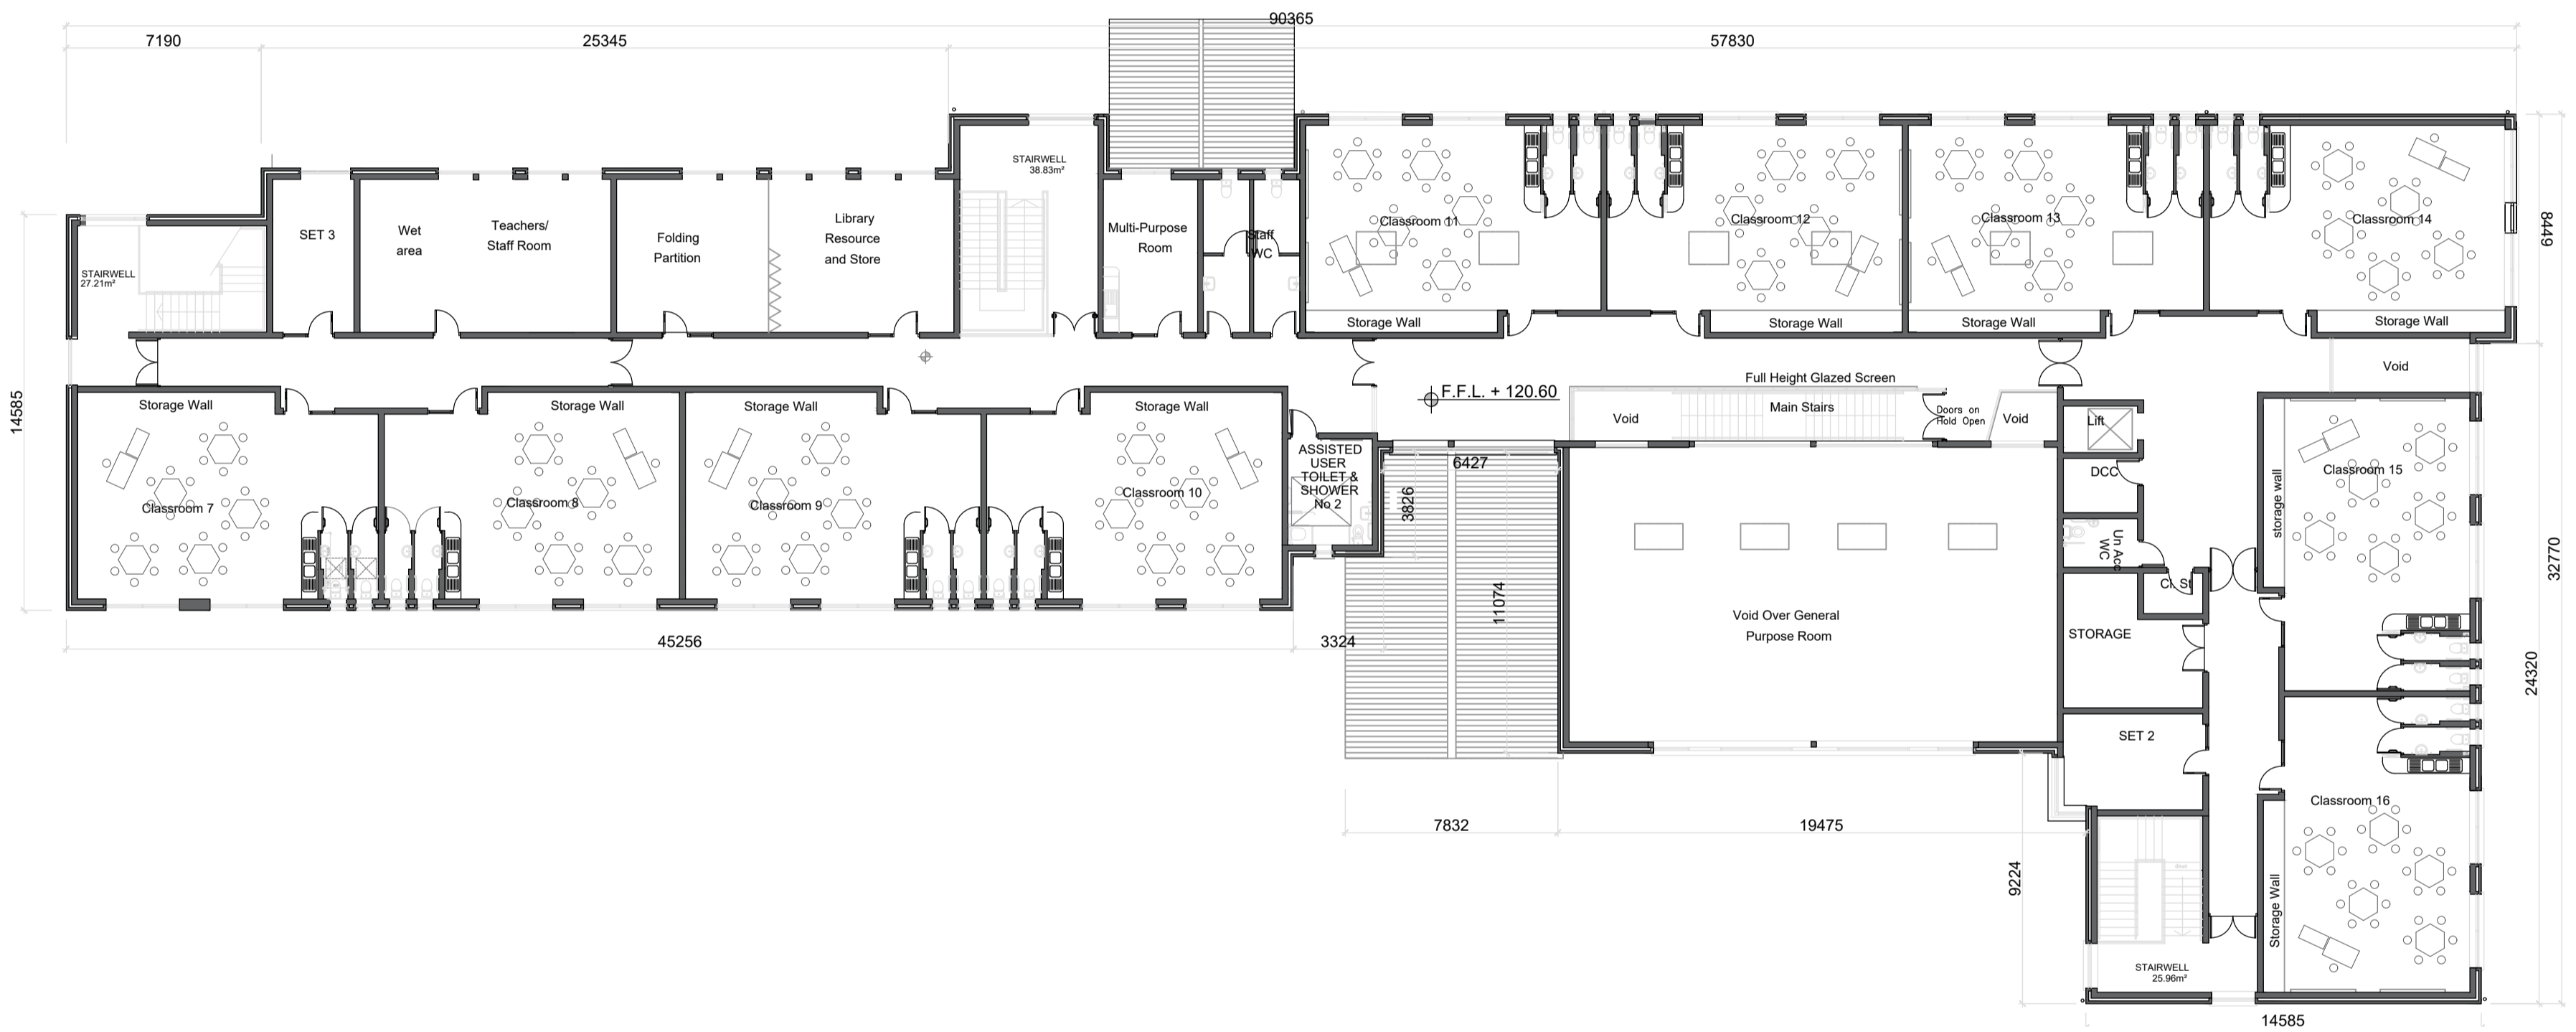 90365
7190
25345
57830
STAIRWELL
38.83m²
SET 3
Wet
area
Teachers/
Staff Room
Folding
Partition
Library
Resource
and Store
Multi-Purpose
Room
Staff
WC
Classroom 11
Classroom 12
Classroom 13
Classroom 14
8449
STAIRWELL
27.21m²
Storage Wall
Storage Wall
Storage Wall
Storage Wall
14585
Void
Full Height Glazed Screen
F.F.L. + 120.60
Storage Wall
Storage Wall
Storage Wall
Storage Wall
Void
Main Stairs
Doors on
Hold Open
Void
Lift
ASSISTED
USER
TOILET &
SHOWER
No 2
6427
3826
DCC
storage wall
Classroom 15
Classroom 7
Classroom 8
Classroom 9
Classroom 10
Un Acc
WC
Cl. St
32770
11074
Void Over General
Purpose Room
STORAGE
45256
3324
24320
SET 2
Classroom 16
7832
19475
9224
Storage Wall
STAIRWELL
25.96m²
14585